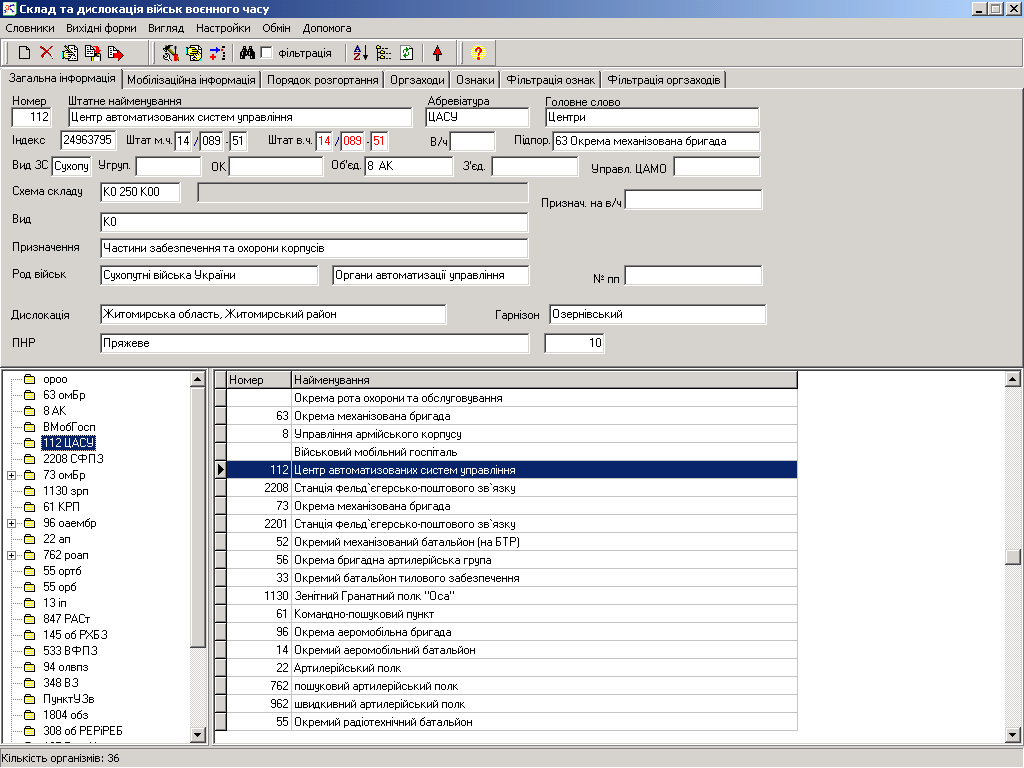 Склад та дислокація військ воєнного часу
Словники Вихідні форми Вигляд Настройки Обмін Допомога
Фільтрація
Загальна інформація Мобілізаційна інформація Порядок розгортання Оргзаходи Ознаки Фільтрація ознак Фільтрація оргзаходів
Номер Штатне найменування Абревіатура Головне слово
112 Центр автоматизованих систем управління ЦАСУ Центри
Індекс 24963795 Штат м.ч. 14 / 089 - 51 Штат в.ч. 14 / 089 - 51 В/ч Підпор. 63 Окрема механізована бригада
Вид ЗС Сухопу Угруп. ОК Об'єд. 8 АК З'єд. Управл. ЦАМО
Схема складу К0 250 К00 Признач. на в/ч
Вид К0
Призначення Частини забезпечення та охорони корпусів
Род військ Сухопутні війська України Органи автоматизації управління № пп
Дислокація Житомирська область, Житомирський район Гарнізон Озернівський
ПНР Пряжеве 10
ороо
63 омбр
8 АК
ВМобГосп
112 ЦАСУ
2208 СФПЗ
73 омбр
1130 зрп
61 КРП
96 оаембр
22 ап
762 роап
55 ортб
55 орб
13 іп
847 РАСт
145 об РХБЗ
533 ВФПЗ
94 олвпз
348 ВЗ
ПунктУЗв
1804 обз
308 об РЕРіРЕБ
Номер Найменування
Окрема рота охорони та обслуговування
63 Окрема механізована бригада
8 Управління армійського корпусу
Військовий мобільний госпіталь
112 Центр автоматизованих систем управління
2208 Станція фельд`єгерсько-поштового зв`язку
73 Окрема механізована бригада
2201 Станція фельд`єгерсько-поштового зв`язку
52 Окремий механізований батальйон (на БТР)
56 Окрема бригадна артилерійська група
33 Окремий батальйон тилового забезпечення
1130 Зенітний Гранатний полк "Оса"
61 Командно-пошуковий пункт
96 Окрема аеромобільна бригада
14 Окремий аеромобільний батальйон
22 Артилерійський полк
762 пошуковий артилерійський полк
962 швидкивний артилерійський полк
55 Окремий радіотехнічний батальйон
Кількість організмів: 36